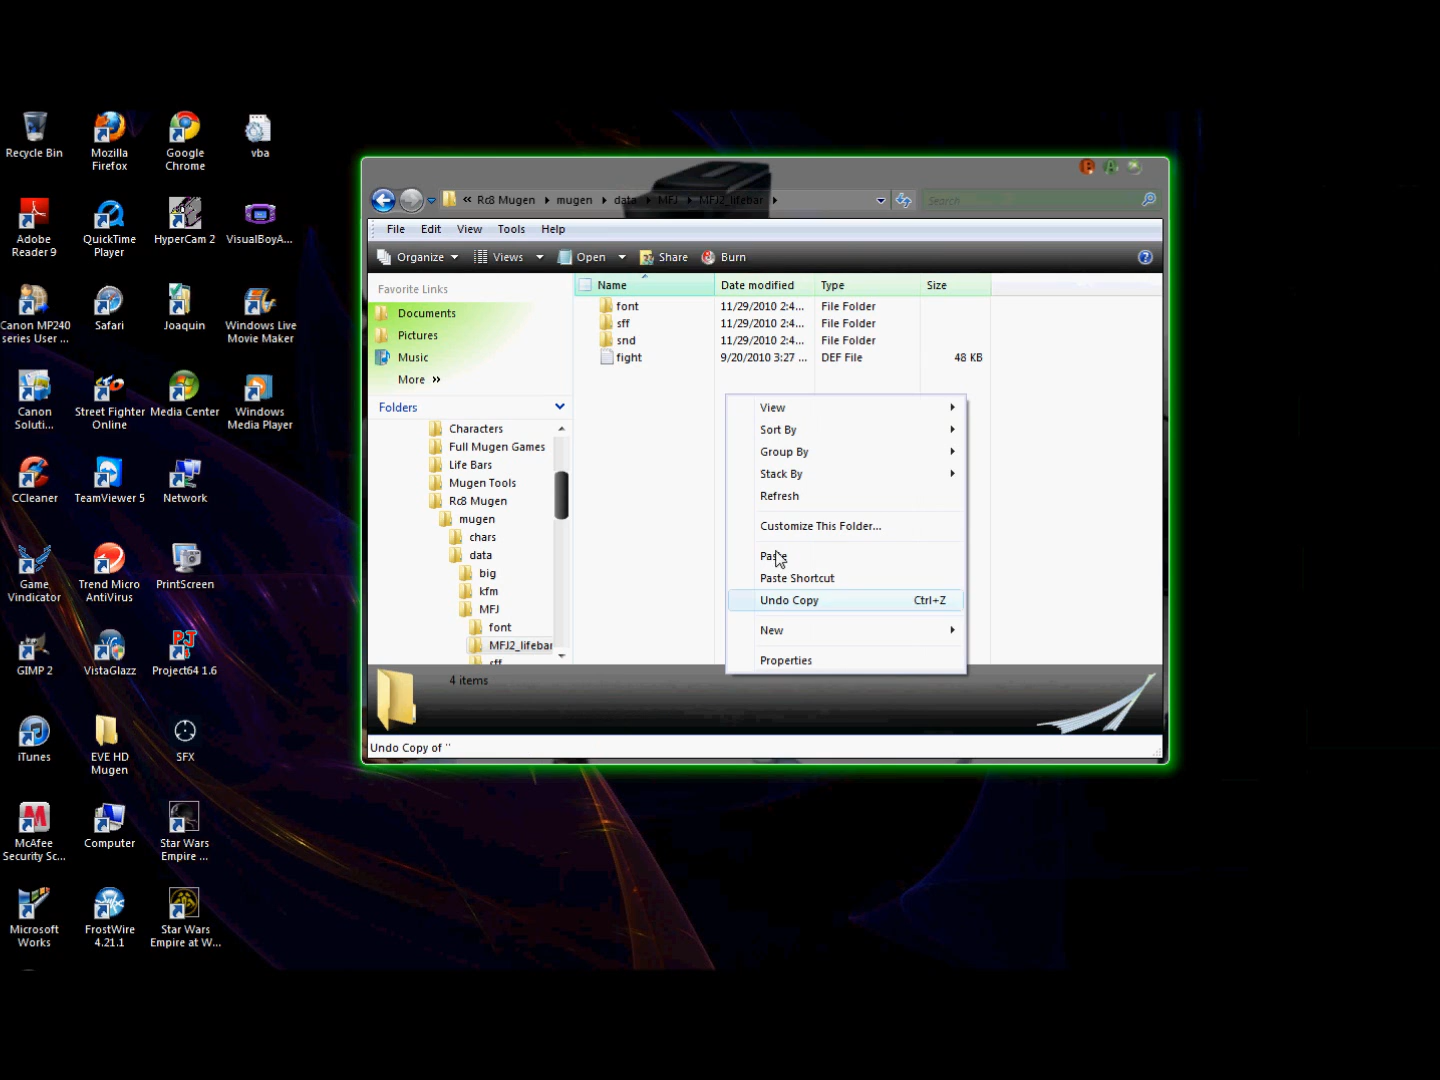 Recycle Bin
Mozilla
Firefox
Google
Chrome
vba
Adobe
Reader 9
QuickTime
Player
HyperCam 2
VisualBoyA...
Canon MP240
series User ...
Safari
Joaquin
Windows Live
Movie Maker
Canon
Soluti...
Street Fighter
Online
Media Center
Windows
Media Player
CCleaner
TeamViewer 5
Network
Game
Vindicator
Trend Micro
AntiVirus
PrintScreen
GIMP 2
VistaGlazz
Project64 1.6
iTunes
EVE HD
Mugen
SFX
McAfee
Security Sc...
Computer
Star Wars
Empire ...
Microsoft
Works
FrostWire
4.21.1
Star Wars
Empire at W...
« Rc8 Mugen ▸ mugen ▸ data ▸ MFJ ▸ MFJ2_lifebar ▸
Search
File Edit View Tools Help
Organize Views Open Share Burn
Favorite Links
Documents
Pictures
Music
More »
Folders
Characters
Full Mugen Games
Life Bars
Mugen Tools
Rc8 Mugen
mugen
chars
data
big
kfm
MFJ
font
MFJ2_lifebar
sff
Name Date modified Type Size
font 11/29/2010 2:4... File Folder
sff 11/29/2010 2:4... File Folder
snd 11/29/2010 2:4... File Folder
fight 9/20/2010 3:27 ... DEF File 48 KB
View
Sort By
Group By
Stack By
Refresh
Customize This Folder...
Paste
Paste Shortcut
Undo Copy Ctrl+Z
New
Properties
4 items
Undo Copy of ''